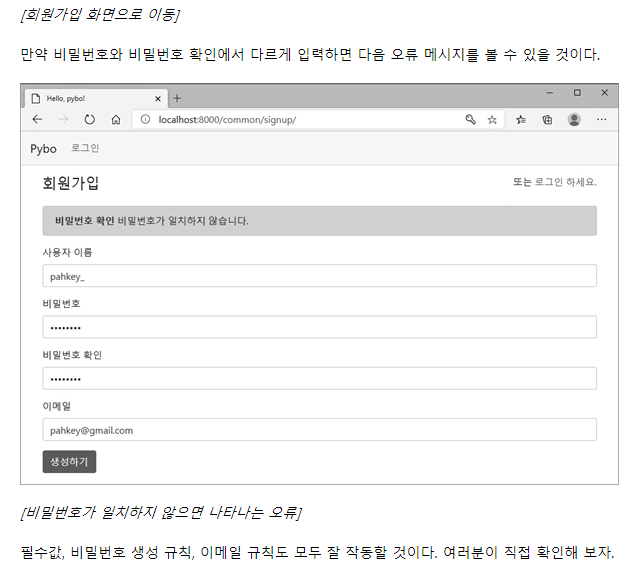 [회원가입 화면으로 이동]
만약 비밀번호와 비밀번호 확인에서 다르게 입력하면 다음 오류 메시지를 볼 수 있을 것이다.
Hello, pybo!
localhost:8000/common/signup/
Pybo 로그인
회원가입 또는 로그인 하세요.
비밀번호 확인 비밀번호가 일치하지 않습니다.
사용자 이름
pahkey_
비밀번호
••••••••
비밀번호 확인
••••••••
이메일
pahkey@gmail.com
생성하기
[비밀번호가 일치하지 않으면 나타나는 오류]
필수값, 비밀번호 생성 규칙, 이메일 규칙도 모두 잘 작동할 것이다. 여러분이 직접 확인해 보자.